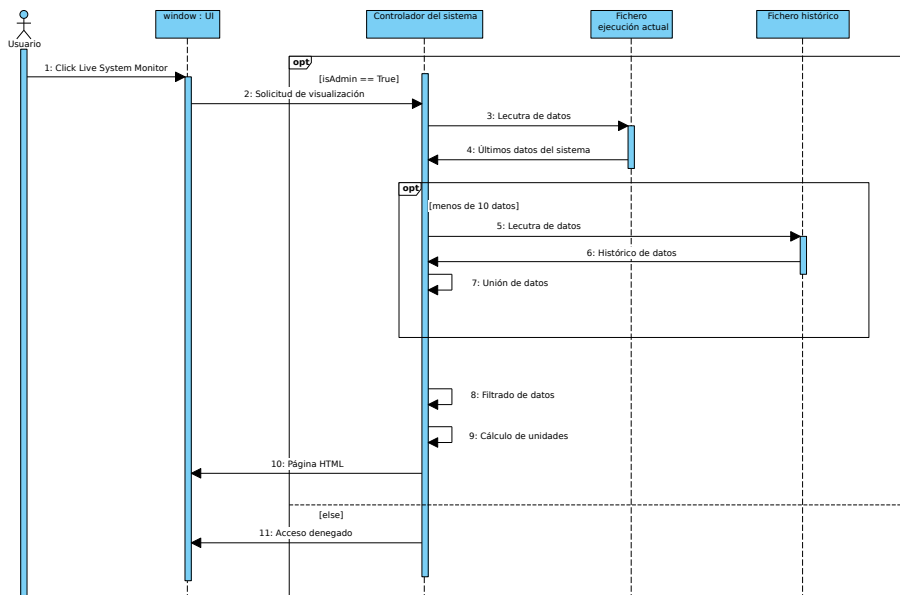 Usuario
window : UI
Controlador del sistema
Fichero
ejecución actual
Fichero histórico
opt
1: Click Live System Monitor
[isAdmin == True]
2: Solicitud de visualización
3: Lecutra de datos
4: Últimos datos del sistema
opt
[menos de 10 datos]
5: Lecutra de datos
6: Histórico de datos
7: Unión de datos
8: Filtrado de datos
9: Cálculo de unidades
10: Página HTML
[else]
11: Acceso denegado